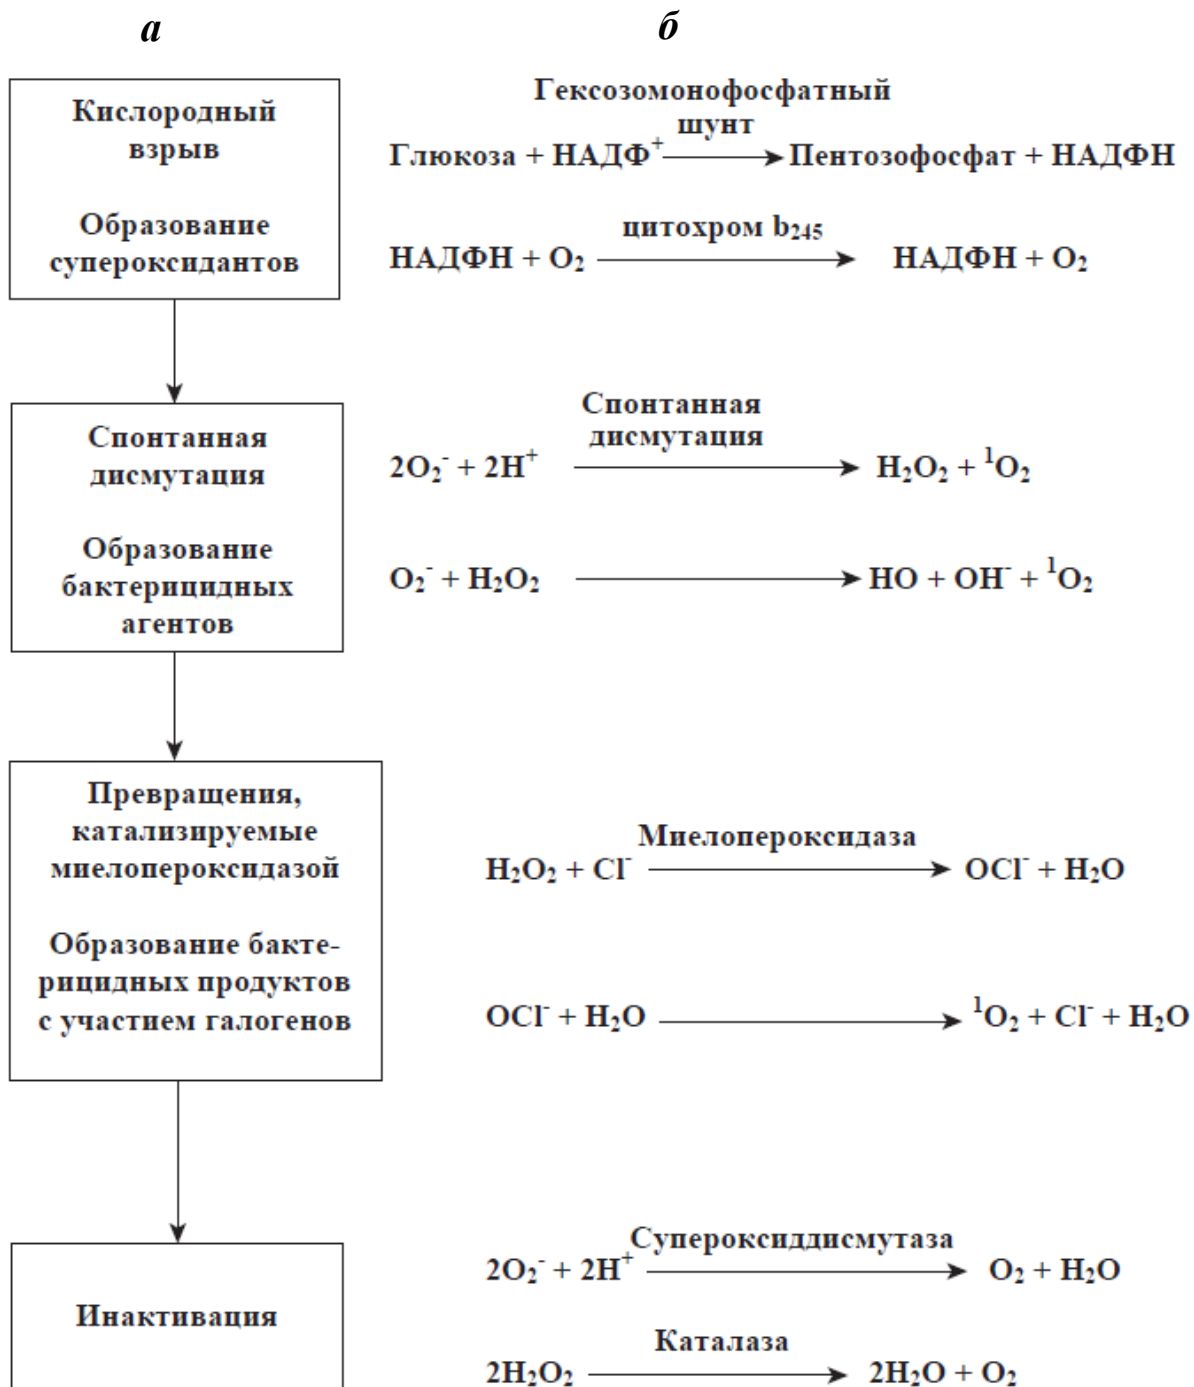 а
б
Кислородный
взрыв
Образование
супероксидантов
Гексозомонофосфатный
шунт
Глюкоза + НАДФ⁺ → Пентозофосфат + НАДФН
цитохром b₂₄₅
НАДФН + O₂ → НАДФН + O₂
Спонтанная
дисмутация
Образование
бактерицидных
агентов
Спонтанная
дисмутация
2O₂⁻ + 2H⁺ → H₂O₂ + ¹O₂
O₂⁻ + H₂O₂ → HO + OH⁻ + ¹O₂
Превращения,
катализируемые
миелопероксидазой
Образование бакте-
рицидных продуктов
с участием галогенов
Миелопероксидаза
H₂O₂ + Cl⁻ → OCl⁻ + H₂O
OCl⁻ + H₂O → ¹O₂ + Cl⁻ + H₂O
Инактивация
Супероксиддисмутаза
2O₂⁻ + 2H⁺ → O₂ + H₂O
Каталаза
2H₂O₂ → 2H₂O + O₂